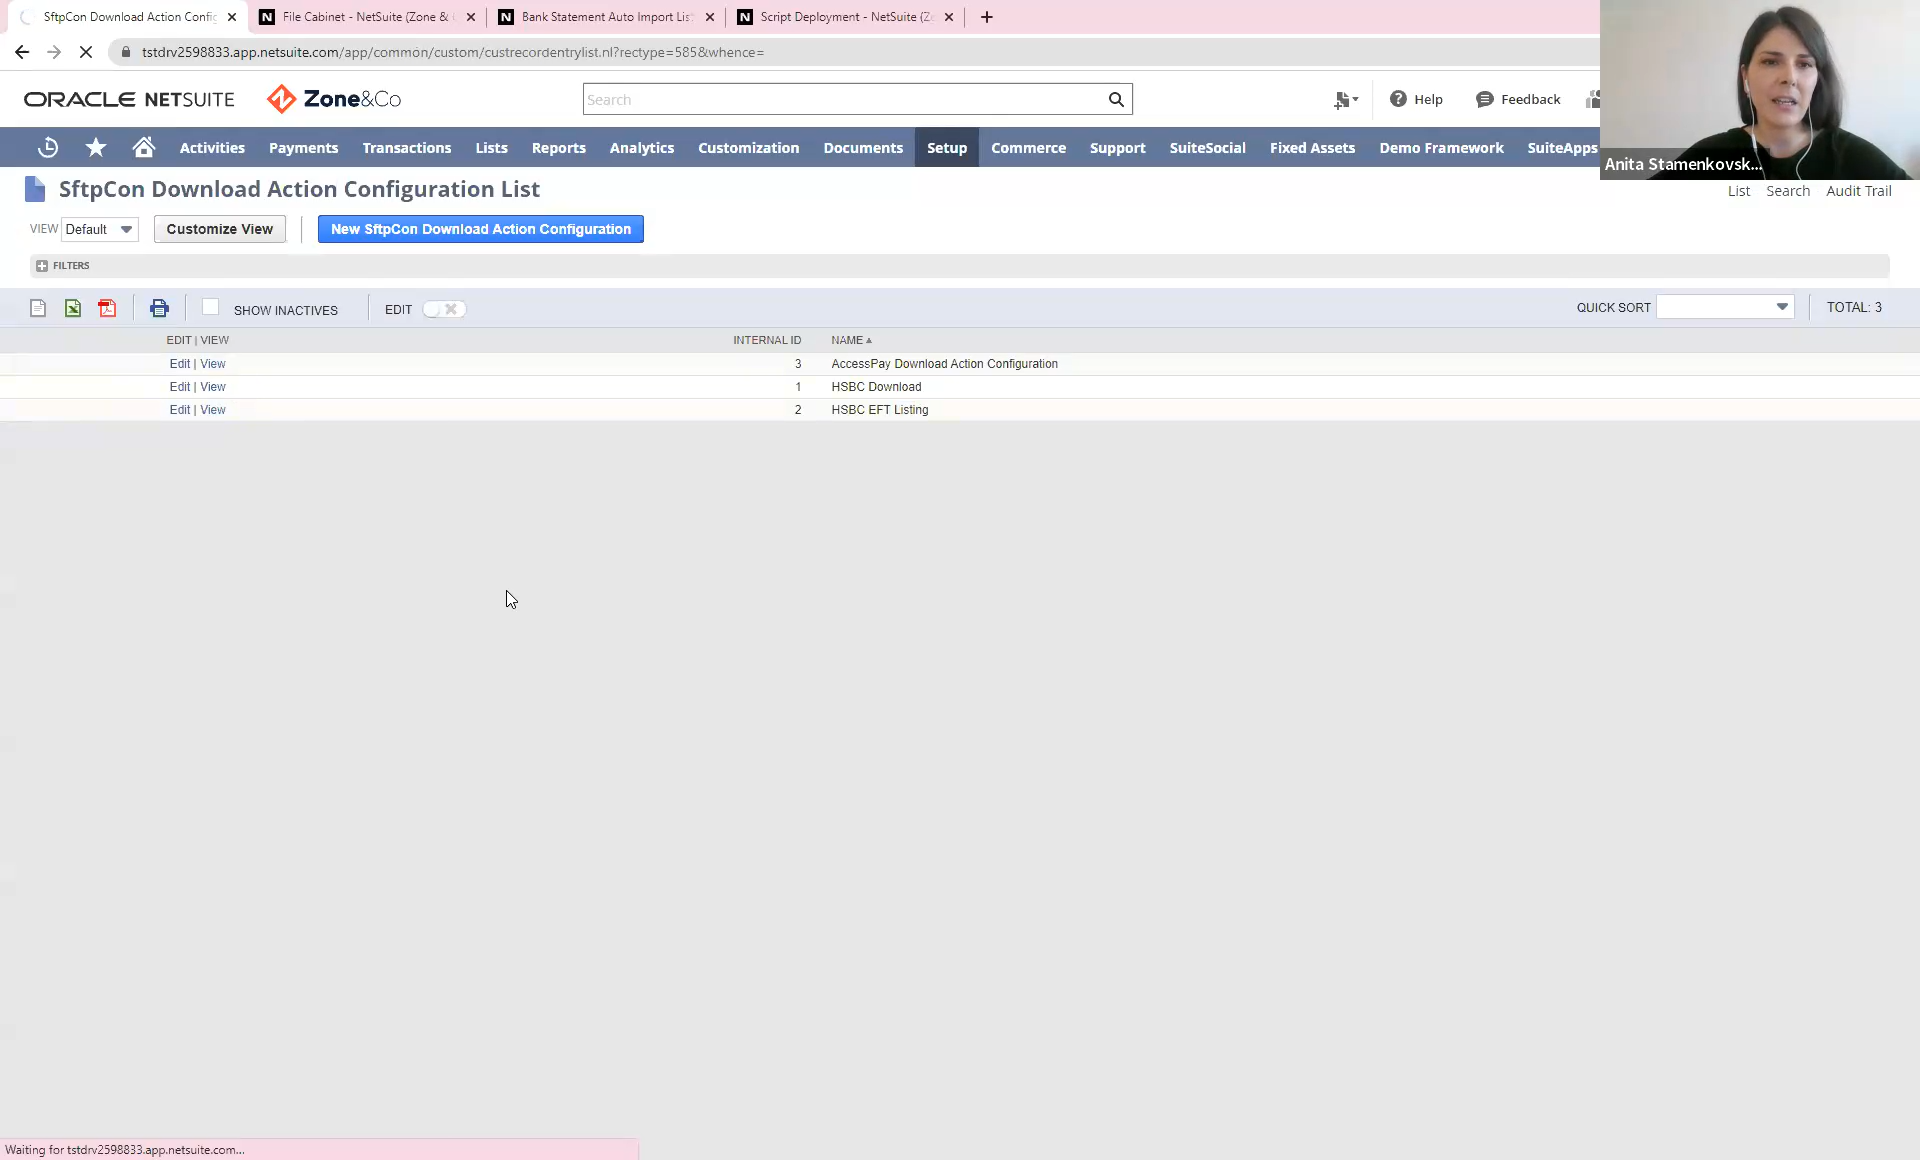 SftpCon Download Action Config
File Cabinet - NetSuite (Zone &
Bank Statement Auto Import Lis
Script Deployment - NetSuite (Z
tstdrv2598833.app.netsuite.com/app/common/custom/custrecordentrylist.nl?rectype=585&whence=
ORACLE NETSUITE
Zone&Co
Search
Help
Feedback
Activities
Payments
Transactions
Lists
Reports
Analytics
Customization
Documents
Setup
Commerce
Support
SuiteSocial
Fixed Assets
Demo Framework
SuiteApps
Anita Stamenkovsk...
SftpCon Download Action Configuration List
List
Search
Audit Trail
VIEW
Default
Customize View
New SftpCon Download Action Configuration
FILTERS
SHOW INACTIVES
EDIT
QUICK SORT
TOTAL: 3
EDIT | VIEW INTERNAL ID NAME
Edit | View 3 AccessPay Download Action Configuration
Edit | View 1 HSBC Download
Edit | View 2 HSBC EFT Listing
Waiting for tstdrv2598833.app.netsuite.com...